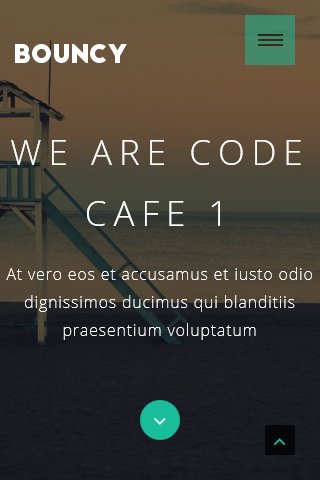 BOUNCY
WE ARE CODE
CAFE 1
At vero eos et accusamus et iusto odio
dignissimos ducimus qui blanditiis
praesentium voluptatum